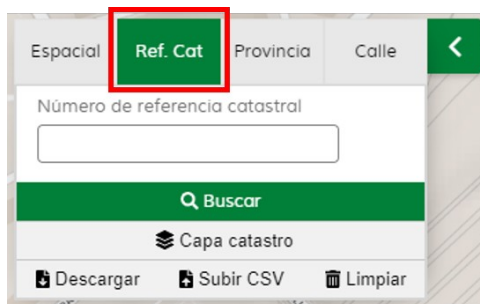 Espacial Ref. Cat Provincia Calle
Número de referencia catastral
Buscar
Capa catastro
Descargar Subir CSV Limpiar